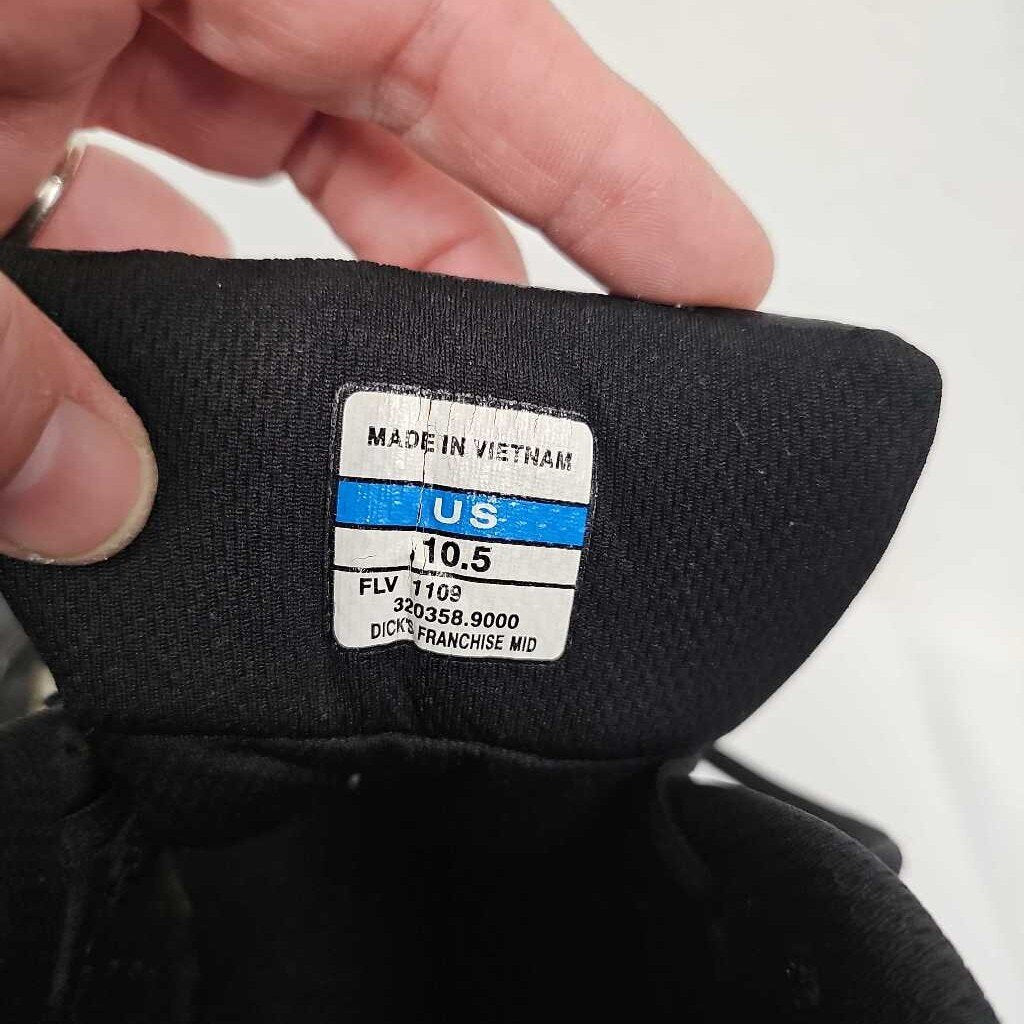 MADE IN VIETNAM
US
10.5
FLV 1109
320358.9000
DICK'S FRANCHISE MID